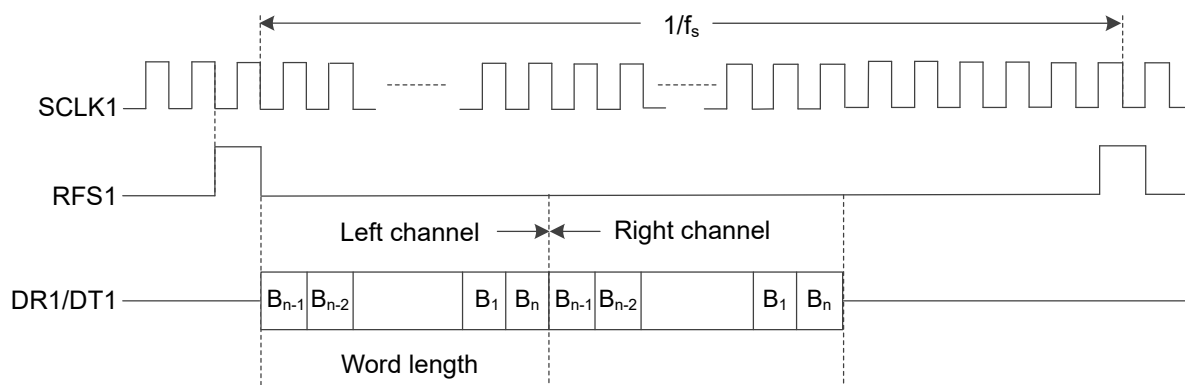 1/fs
SCLK1
RFS1
Left channel Right channel
DR1/DT1 Bn-1 Bn-2 B1 Bn Bn-1 Bn-2 B1 Bn
Word length